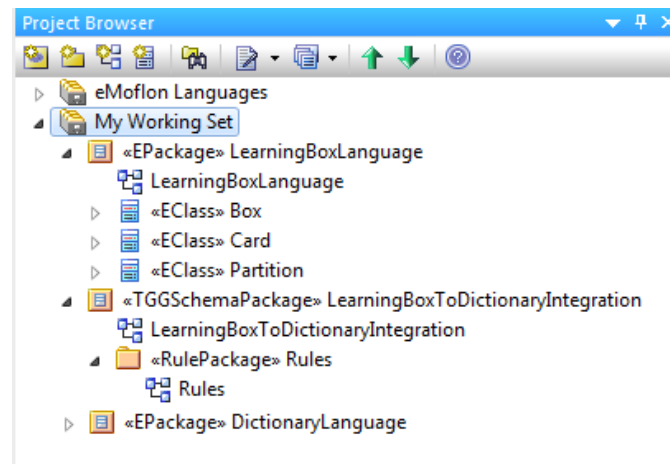 Project Browser
eMoflon Languages
My Working Set
«EPackage» LearningBoxLanguage
LearningBoxLanguage
«EClass» Box
«EClass» Card
«EClass» Partition
«TGGSchemaPackage» LearningBoxToDictionaryIntegration
LearningBoxToDictionaryIntegration
«RulePackage» Rules
Rules
«EPackage» DictionaryLanguage